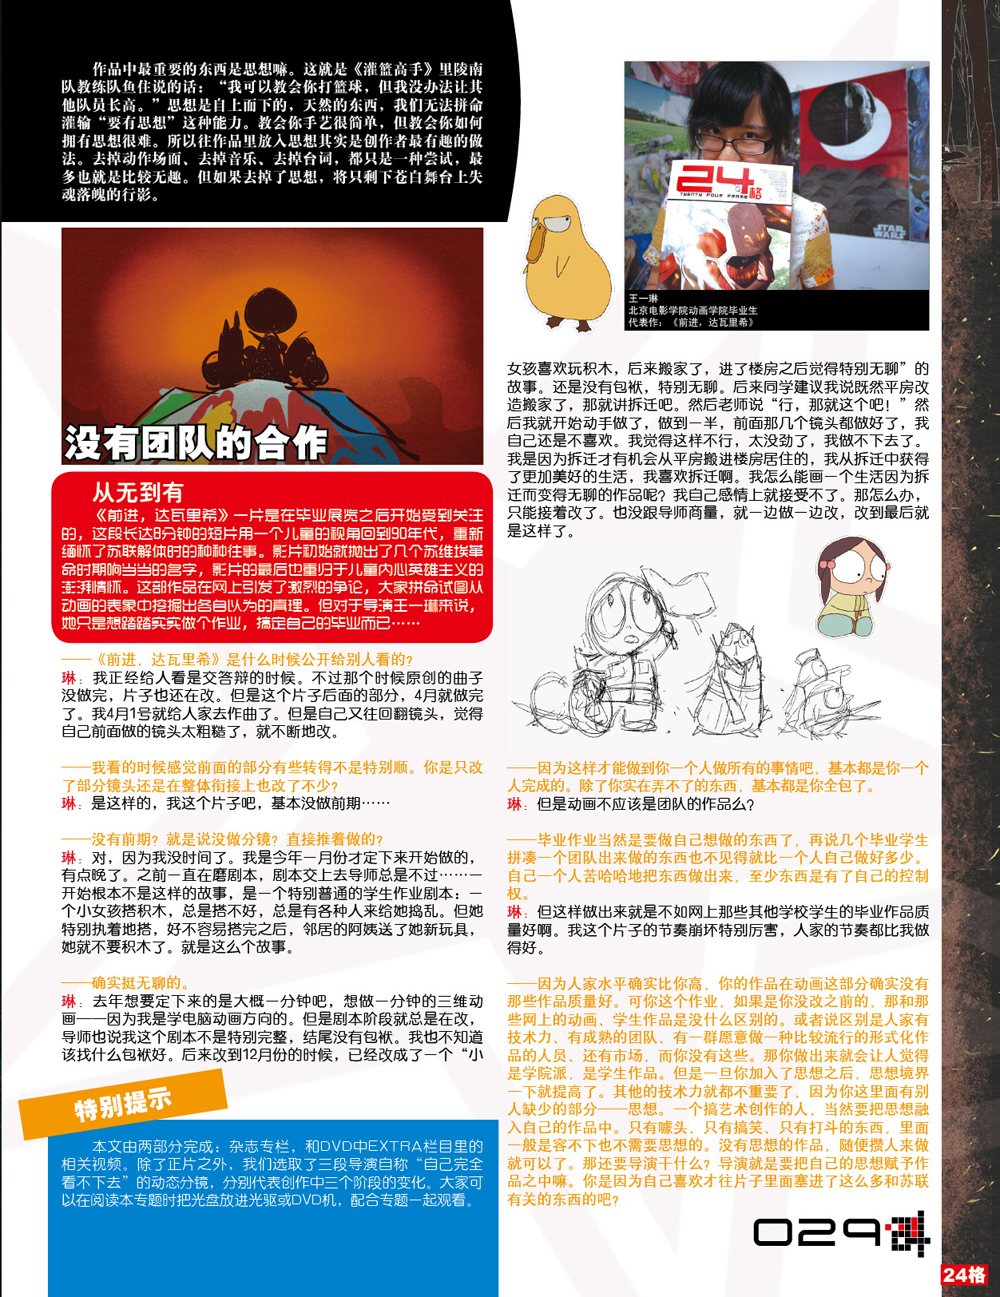 作品中最重要的东西是思想嘛。这就是《灌篮高手》里陵南
队教练队鱼住说的话：“我可以教会你打篮球，但我没办法让其
他队员长高。”思想是自上而下的，天然的东西，我们无法拼命
灌输“要有思想”这种能力。教会你手艺很简单，但教会你如何
拥有思想很难。所以往作品里放入思想其实是创作者最有趣的做
法。去掉动作场面、去掉音乐、去掉台词，都只是一种尝试，最
多也就是比较无趣。但如果去掉了思想，将只剩下苍白舞台上失
魂落魄的行影。
没有团队的合作
从无到有
《前进，达瓦里希》一片是在毕业展览之后开始受到关注
的，这段长达8分钟的短片用一个儿童的视角回到90年代，重新
缅怀了苏联解体时的种种往事。影片初始就抛出了几个苏维埃革
命时期响当当的名字，影片的最后也重归于儿童内心英雄主义的
澎湃情怀。这部作品在网上引发了激烈的争论，大家拼命试图从
动画的表象中挖掘出各自以为的真理。但对于导演王一琳来说，
她只是想踏踏实实做个作业，搞定自己的毕业而已……
——《前进，达瓦里希》是什么时候公开给别人看的？
琳：我正经给人看是交答辩的时候。不过那个时候原创的曲子
没做完，片子也还在改。但是这个片子后面的部分，4月就做完
了。我4月1号就给人家去作曲了。但是自己又往回翻镜头，觉得
自己前面做的镜头太粗糙了，就不断地改。
——我看的时候感觉前面的部分有些转得不是特别顺。你是只改
了部分镜头还是在整体衔接上也改了不少？
琳：是这样的，我这个片子吧，基本没做前期……
——没有前期？就是说没做分镜？直接推着做的？
琳：对，因为我没时间了。我是今年一月份才定下来开始做的，
有点晚了。之前一直在磨剧本，剧本交上去导师总是不过……一
开始根本不是这样的故事，是一个特别普通的学生作业剧本：一
个小女孩搭积木，总是搭不好，总是有各种人来给她捣乱。但她
特别执着地搭，好不容易搭完之后，邻居的阿姨送了她新玩具，
她就不要积木了。就是这么个故事。
——确实挺无聊的。
琳：去年想要定下来的是大概一分钟吧，想做一分钟的三维动
画——因为我是学电脑动画方向的。但是剧本阶段就总是在改，
导师也说我这个剧本不是特别完整，结尾没有包袱。我也不知道
该找什么包袱好。后来改到12月份的时候，已经改成了一个“小
特别提示
本文由两部分完成：杂志专栏，和DVD中EXTRA栏目里的
相关视频。除了正片之外，我们选取了三段导演自称“自己完全
看不下去”的动态分镜，分别代表创作中三个阶段的变化。大家可
以在阅读本专题时把光盘放进光驱或DVD机，配合专题一起观看。
24格
TWENTY FOUR FRAME
STAR WARS
王一琳
北京电影学院动画学院毕业生
代表作：《前进，达瓦里希》
女孩喜欢玩积木，后来搬家了，进了楼房之后觉得特别无聊”的
故事。还是没有包袱，特别无聊。后来同学建议我说既然平房改
造搬家了，那就讲拆迁吧。然后老师说“行，那就这个吧！”然
后我就开始动手做了，做到一半，前面那几个镜头都做好了，我
自己还是不喜欢。我觉得这样不行，太没劲了，我做不下去了。
我是因为拆迁才有机会从平房搬进楼房居住的，我从拆迁中获得
了更加美好的生活，我喜欢拆迁啊。我怎么能画一个生活因为拆
迁而变得无聊的作品呢？我自己感情上就接受不了。那怎么办，
只能接着改了。也没跟导师商量，就一边做一边改，改到最后就
是这样了。
——因为这样才能做到你一个人做所有的事情吧，基本都是你一个
人完成的。除了你实在弄不了的东西，基本都是你全包了。
琳：但是动画不应该是团队的作品么？
——毕业作业当然是要做自己想做的东西了，再说几个毕业学生
拼凑一个团队出来做的东西也不见得就比一个人自己做好多少。
自己一个人苦哈哈地把东西做出来，至少东西是有了自己的控制
权。
琳：但这样做出来就是不如网上那些其他学校学生的毕业作品质
量好啊。我这个片子的节奏崩坏特别厉害，人家的节奏都比我做
得好。
——因为人家水平确实比你高，你的作品在动画这部分确实没有
那些作品质量好。可你这个作业，如果是你没改之前的，那和那
些网上的动画、学生作品是没什么区别的。或者说区别是人家有
技术力、有成熟的团队、有一群愿意做一种比较流行的形式化作
品的人员、还有市场，而你没有这些。那你做出来就会让人觉得
是学院派，是学生作品。但是一旦你加入了思想之后，思想境界
一下就提高了。其他的技术力就都不重要了，因为你这里面有别
人缺少的部分——思想。一个搞艺术创作的人，当然要把思想融
入自己的作品中。只有噱头、只有搞笑、只有打斗的东西，里面
一般是容不下也不需要思想的。没有思想的作品，随便攒人来做
就可以了。那还要导演干什么？导演就是要把自己的思想赋予作
品之中嘛。你是因为自己喜欢才往片子里面塞进了这么多和苏联
有关的东西的吧？
029
24格